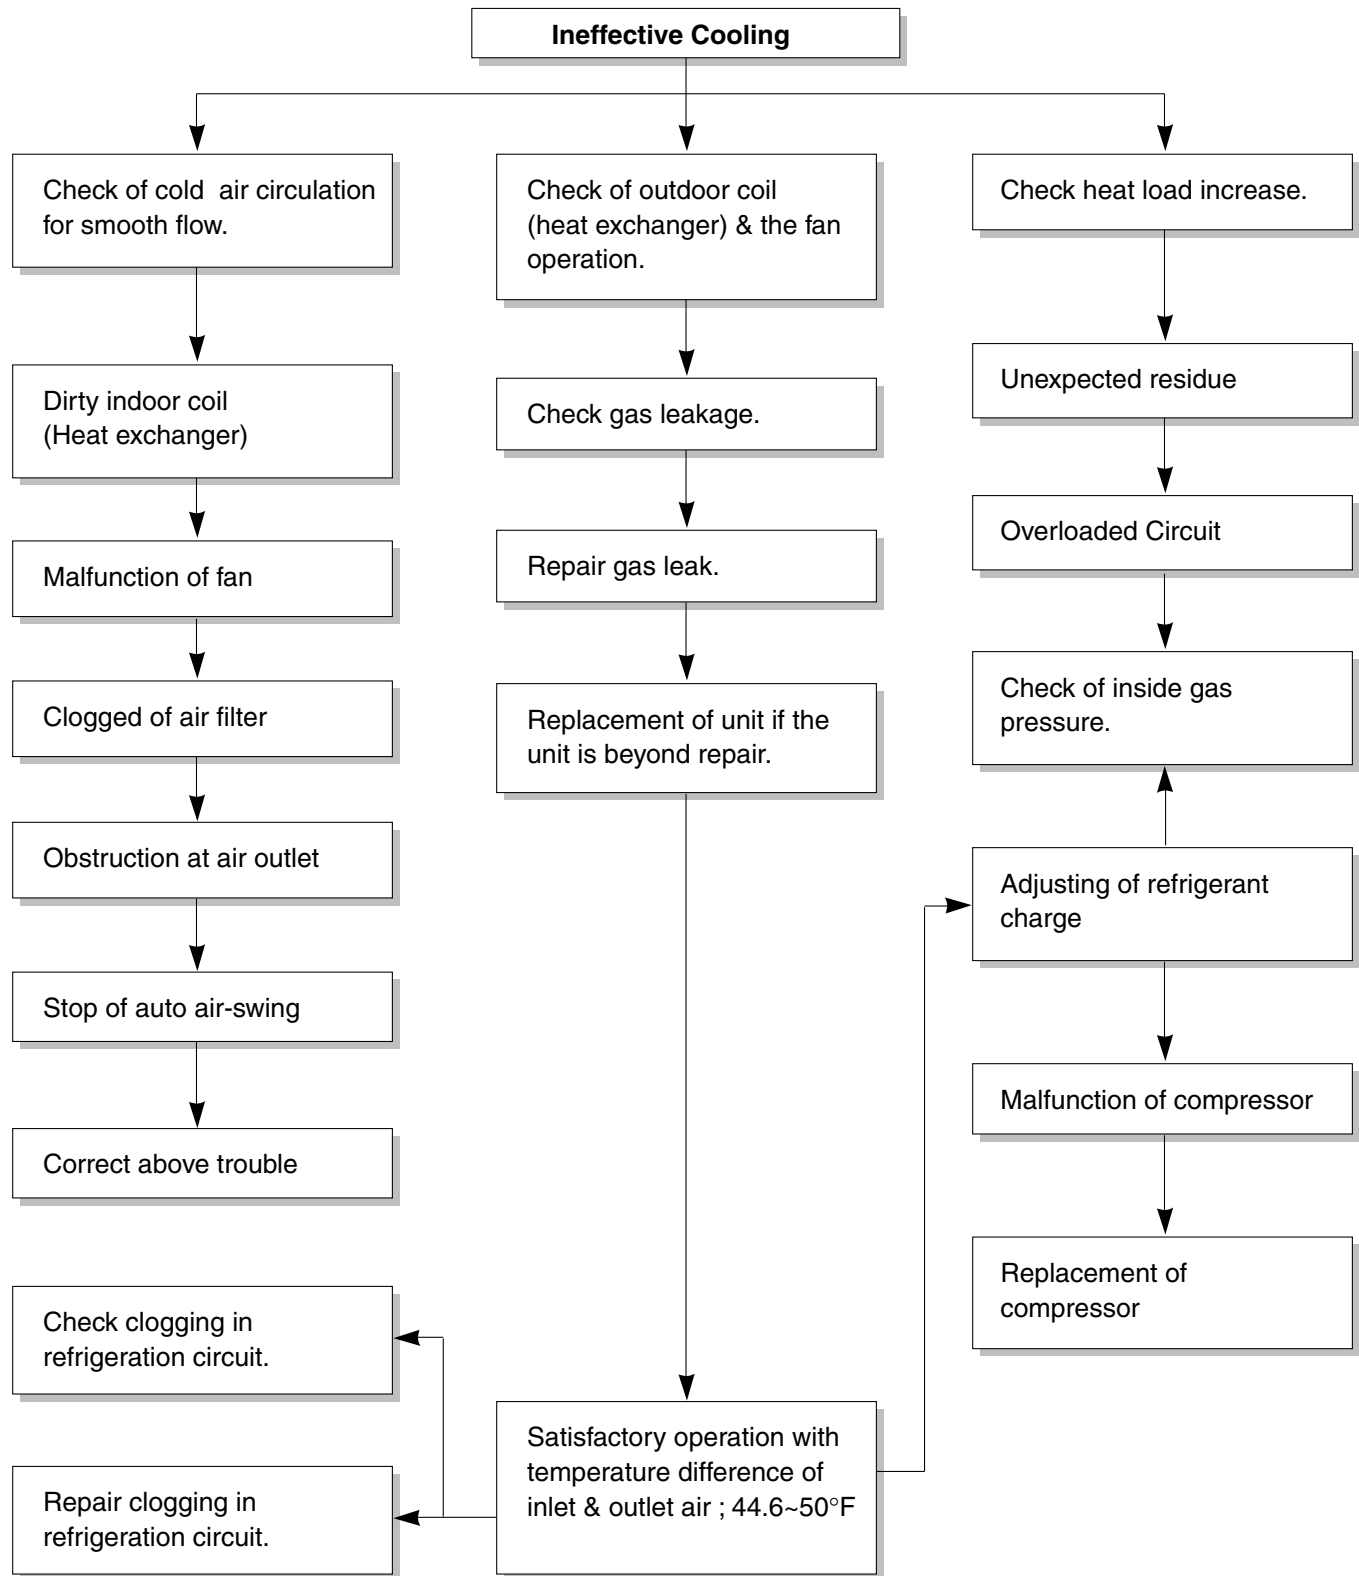 Ineffective Cooling
Check of cold air circulation
for smooth flow.
Dirty indoor coil
(Heat exchanger)
Malfunction of fan
Clogged of air filter
Obstruction at air outlet
Stop of auto air-swing
Correct above trouble
Check clogging in
refrigeration circuit.
Repair clogging in
refrigeration circuit.
Check of outdoor coil
(heat exchanger) & the fan
operation.
Check gas leakage.
Repair gas leak.
Replacement of unit if the
unit is beyond repair.
Satisfactory operation with
temperature difference of
inlet & outlet air ; 44.6~50°F
Check heat load increase.
Unexpected residue
Overloaded Circuit
Check of inside gas
pressure.
Adjusting of refrigerant
charge
Malfunction of compressor
Replacement of
compressor